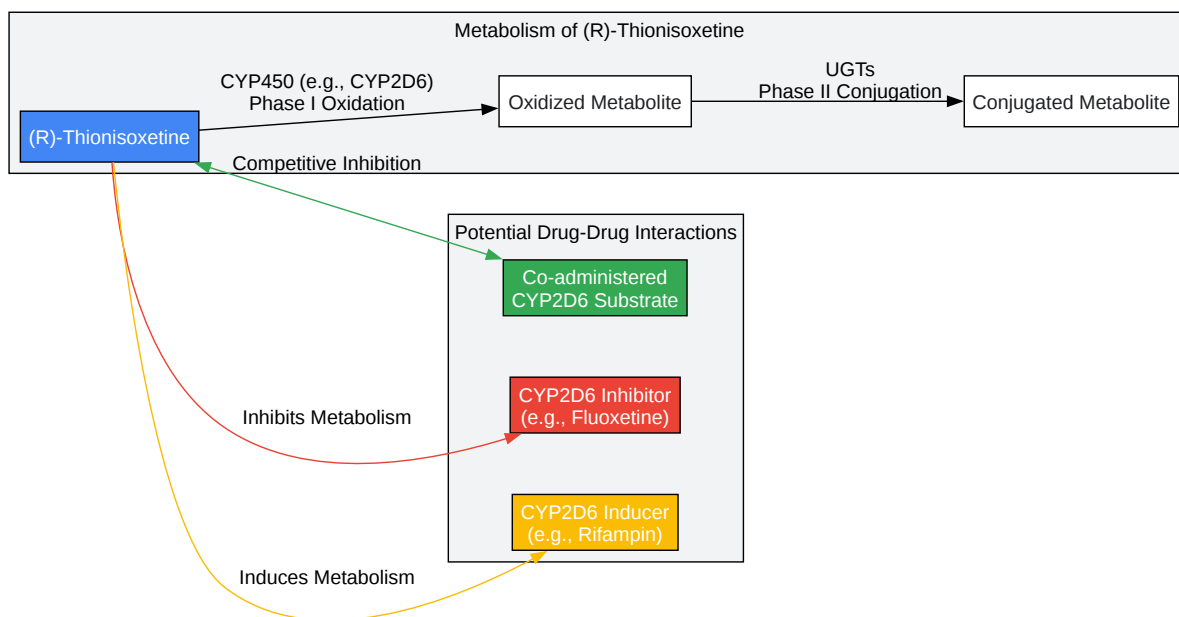 Metabolism of (R)-Thionisoxetine
CYP450 (e.g., CYP2D6)
Phase I Oxidation
UGTs
Phase II Conjugation
(R)-Thionisoxetine
Oxidized Metabolite
Conjugated Metabolite
Competitive Inhibition
Potential Drug-Drug Interactions
Co-administered
CYP2D6 Substrate
Inhibits Metabolism
CYP2D6 Inhibitor
(e.g., Fluoxetine)
Induces Metabolism
CYP2D6 Inducer
(e.g., Rifampin)